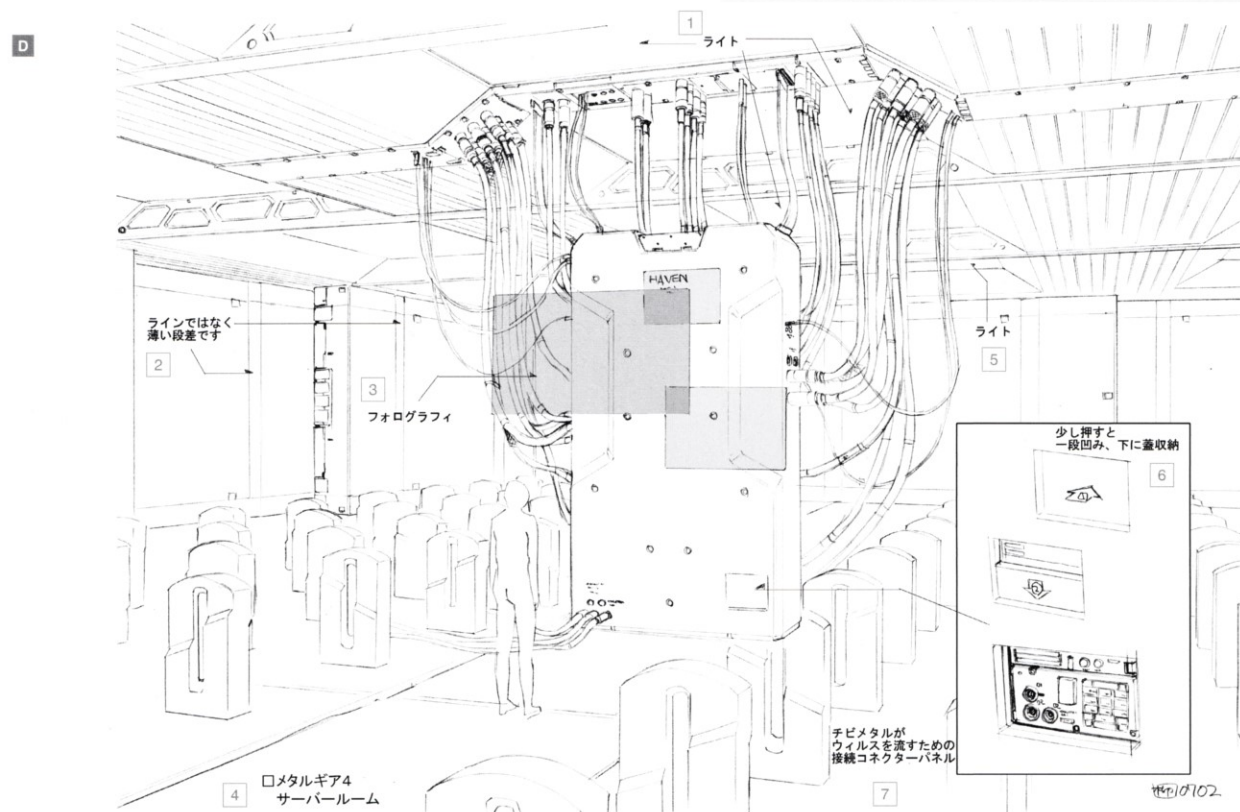 D
1
ライト
HAVEN
ラインではなく
薄い段差です
2
3
フォログラフィ
ライト
5
少し押すと
一段凹み、下に蓋収納
6
チビメタルが
ウィルスを流すための
接続コネクターパネル
7
4
□メタルギア4
サーバールーム